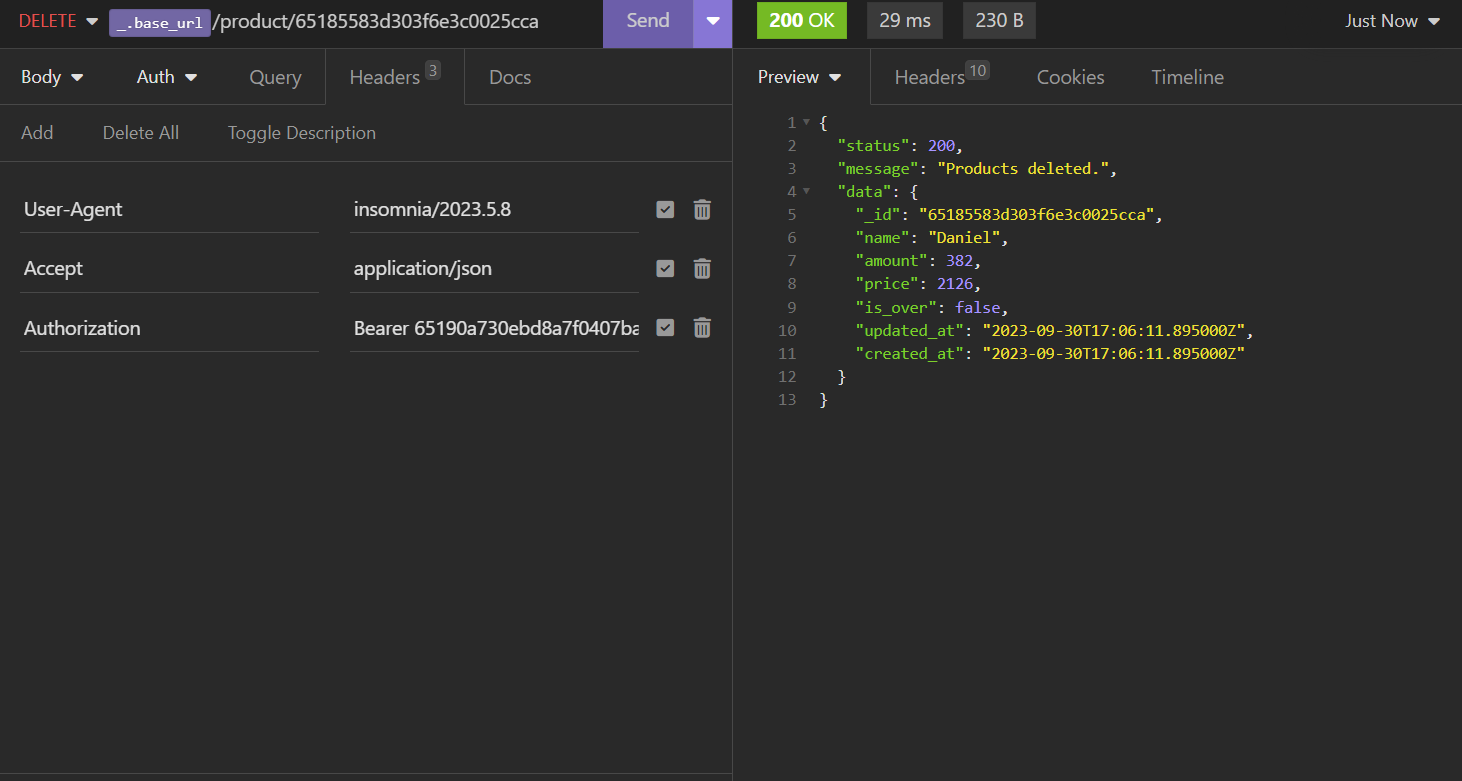 DELETE _.base_url /product/65185583d303f6e3c0025cca Send
Body Auth Query Headers 3 Docs
Add Delete All Toggle Description
User-Agent insomnia/2023.5.8
Accept application/json
Authorization Bearer 65190a730ebd8a7f0407ba
200 OK 29 ms 230 B Just Now
Preview Headers 10 Cookies Timeline
1 {
2 "status": 200,
3 "message": "Products deleted.",
4 "data": {
5 "_id": "65185583d303f6e3c0025cca",
6 "name": "Daniel",
7 "amount": 382,
8 "price": 2126,
9 "is_over": false,
10 "updated_at": "2023-09-30T17:06:11.895000Z",
11 "created_at": "2023-09-30T17:06:11.895000Z"
12 }
13 }